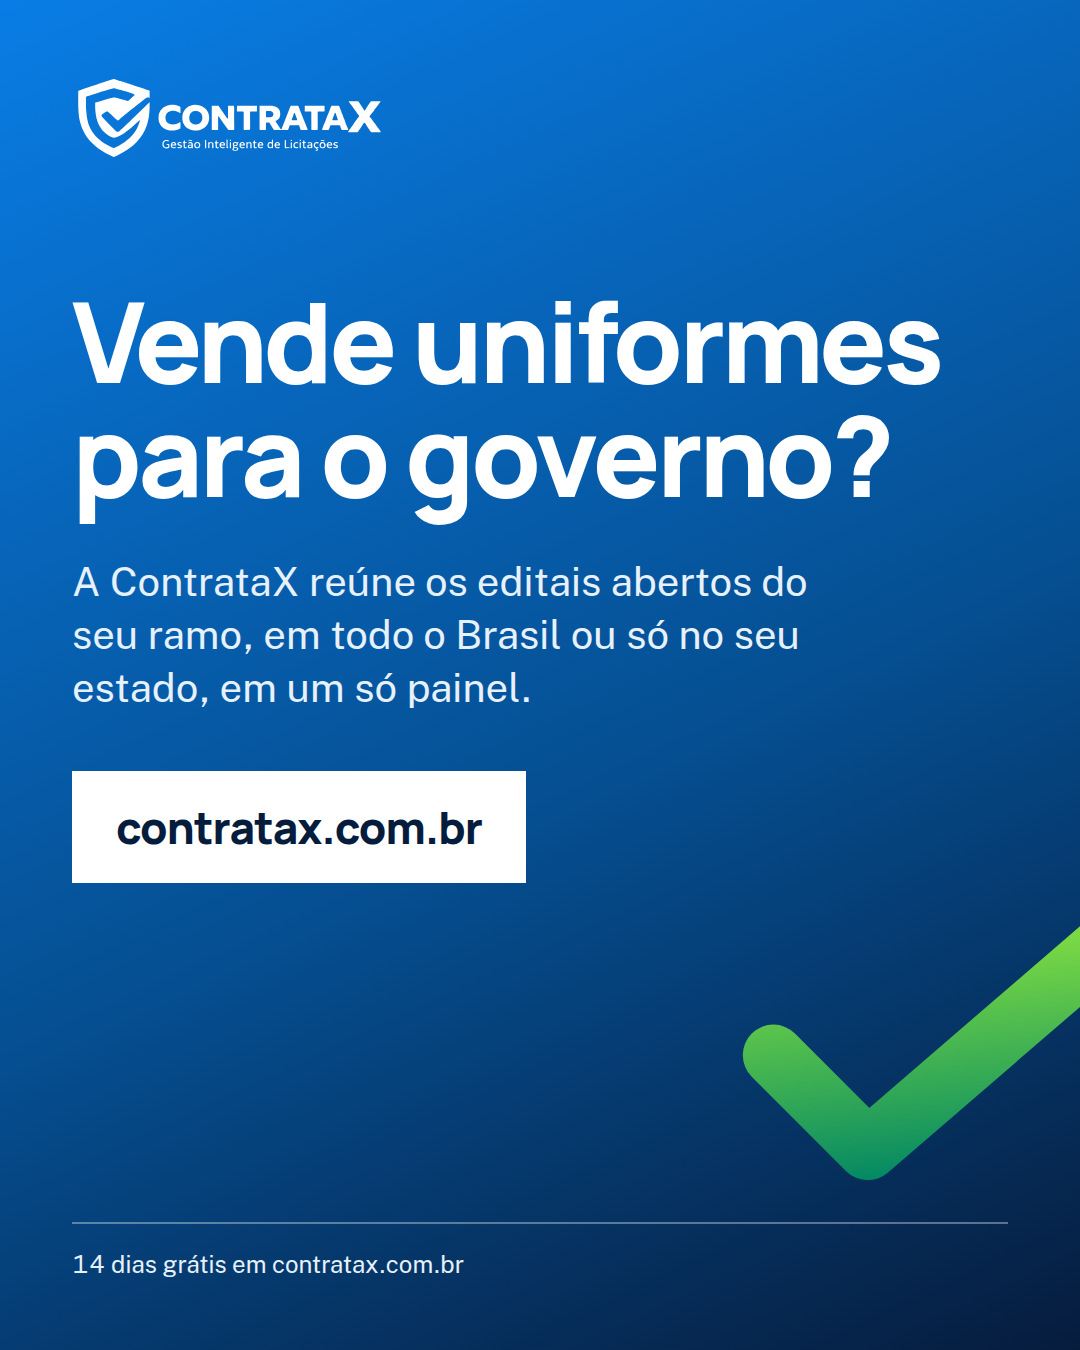 CONTRATAX
Gestão Inteligente de Licitações
Vende uniformes
para o governo?
A ContrataX reúne os editais abertos do
seu ramo, em todo o Brasil ou só no seu
estado, em um só painel.
contratax.com.br
14 dias grátis em contratax.com.br